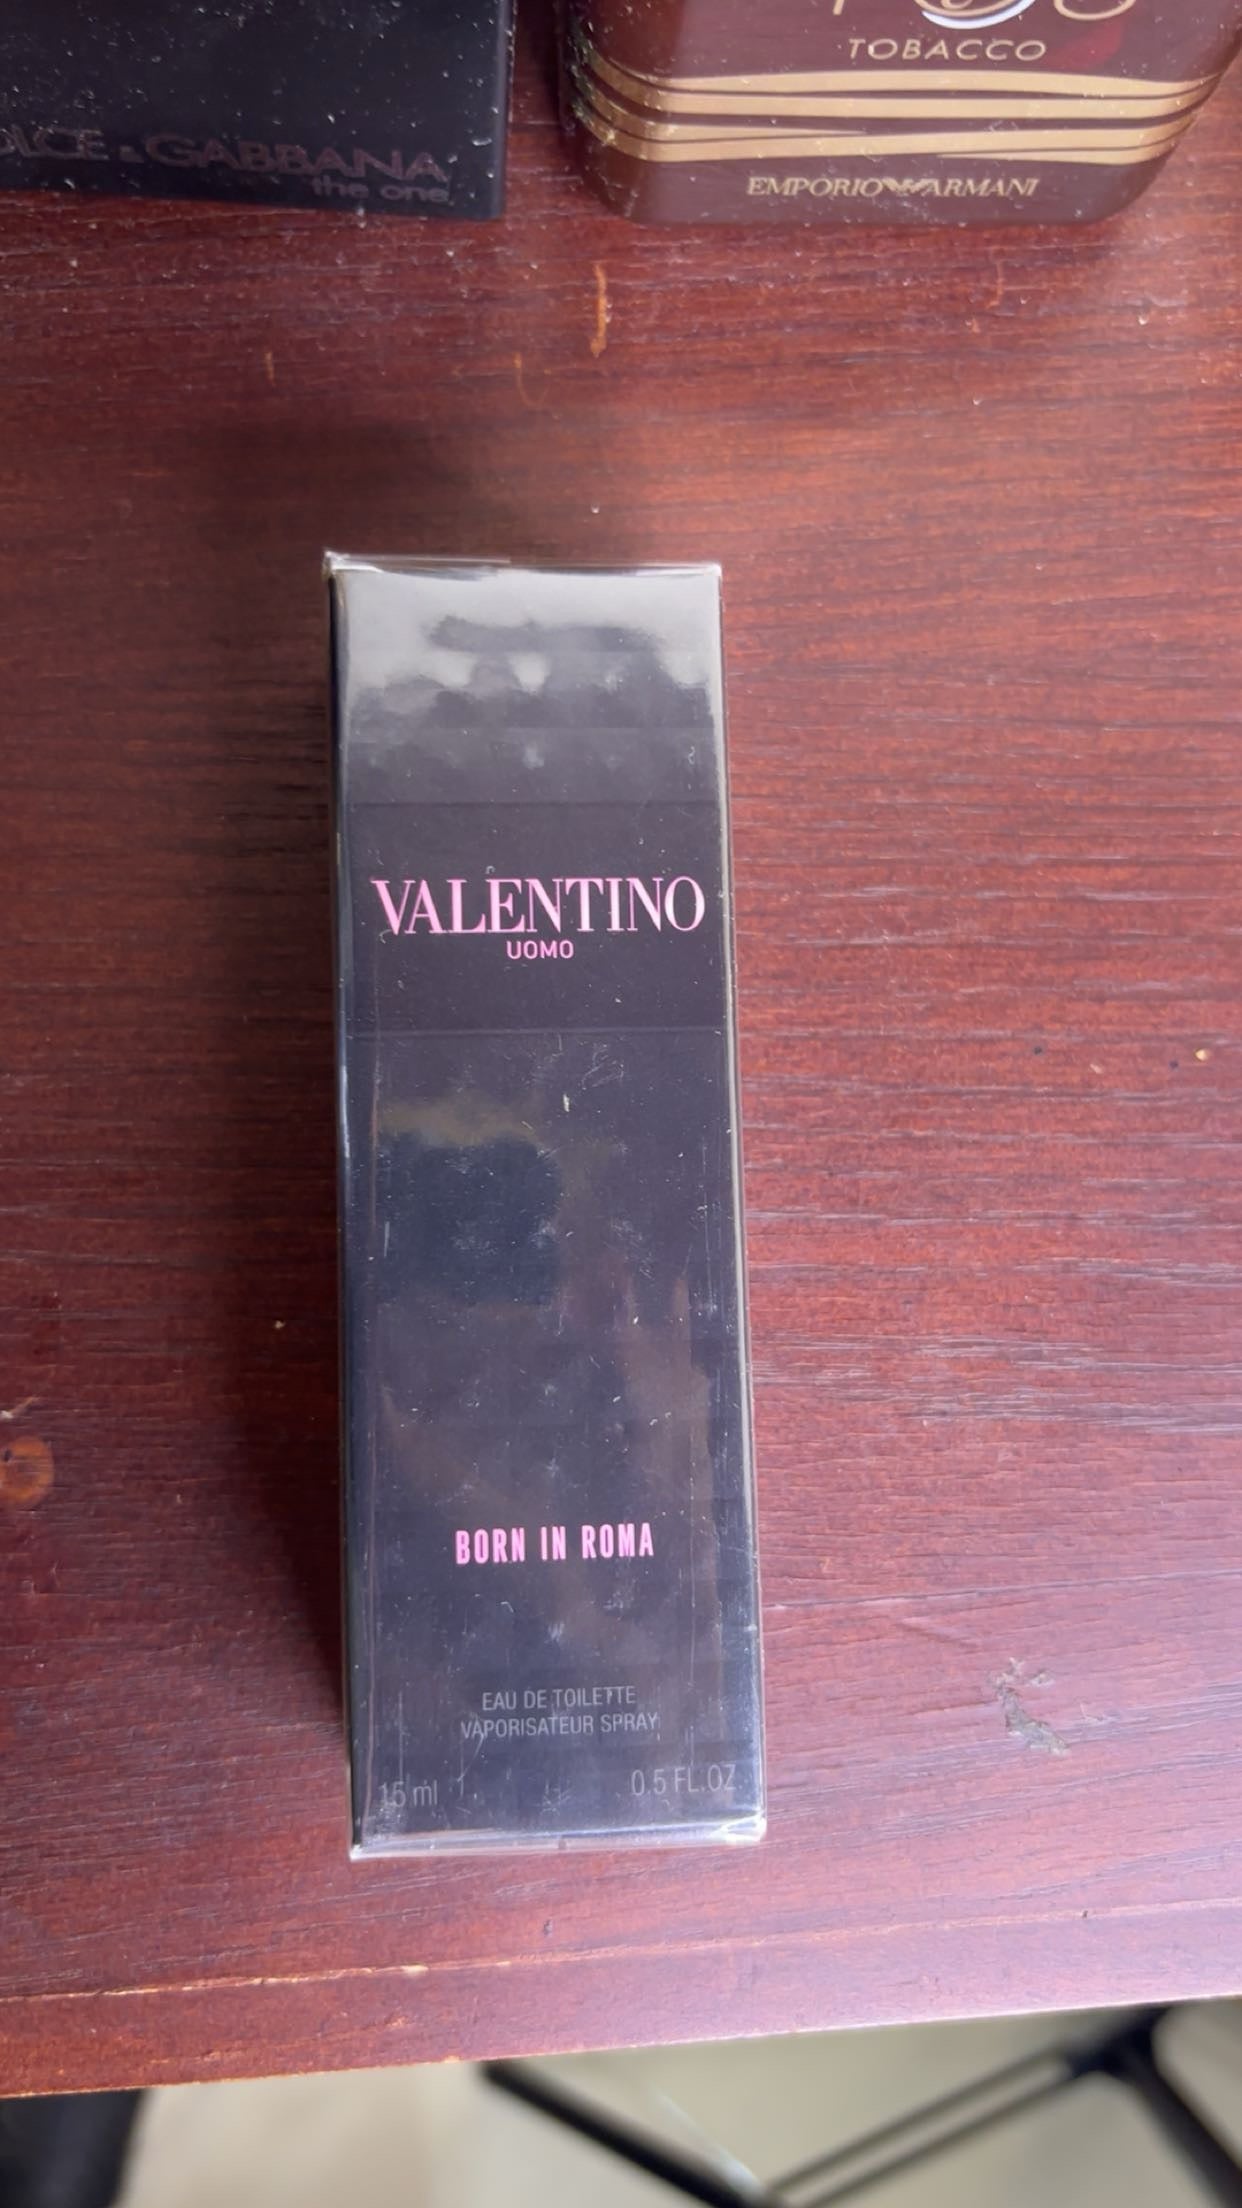 TOBACCO
EMPORIO ARMANI
DOLCE & GABBANA
the one
VALENTINO
UOMO
BORN IN ROMA
EAU DE TOILETTE
VAPORISATEUR SPRAY
15 ml 0.5 FL.OZ.